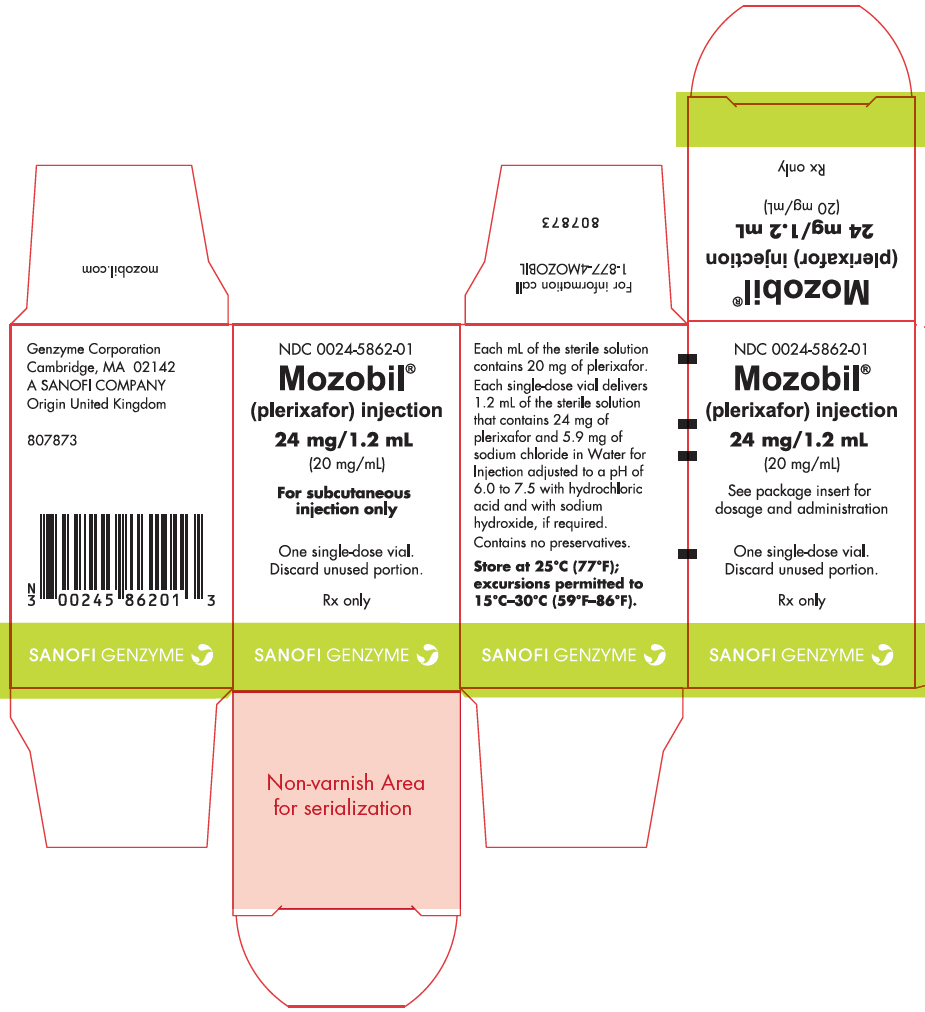 Rx only
(20 mg/mL)
24 mg/1.2 mL
(plerixafor) injection
Mozobil®
mozobil.com
807873
For information call
1-877-4MOZOBIL
Genzyme Corporation
Cambridge, MA 02142
A SANOFI COMPANY
Origin United Kingdom
807873
N
3
00245 86201 3
SANOFI GENZYME
NDC 0024-5862-01
Mozobil®
(plerixafor) injection
24 mg/1.2 mL
(20 mg/mL)
For subcutaneous
injection only
One single-dose vial.
Discard unused portion.
Rx only
SANOFI GENZYME
Each mL of the sterile solution
contains 20 mg of plerixafor.
Each single-dose vial delivers
1.2 mL of the sterile solution
that contains 24 mg of
plerixafor and 5.9 mg of
sodium chloride in Water for
Injection adjusted to a pH of
6.0 to 7.5 with hydrochloric
acid and with sodium
hydroxide, if required.
Contains no preservatives.
Store at 25°C (77°F);
excursions permitted to
15°C–30°C (59°F–86°F).
SANOFI GENZYME
NDC 0024-5862-01
Mozobil®
(plerixafor) injection
24 mg/1.2 mL
(20 mg/mL)
See package insert for
dosage and administration
One single-dose vial.
Discard unused portion.
Rx only
SANOFI GENZYME
Non-varnish Area
for serialization